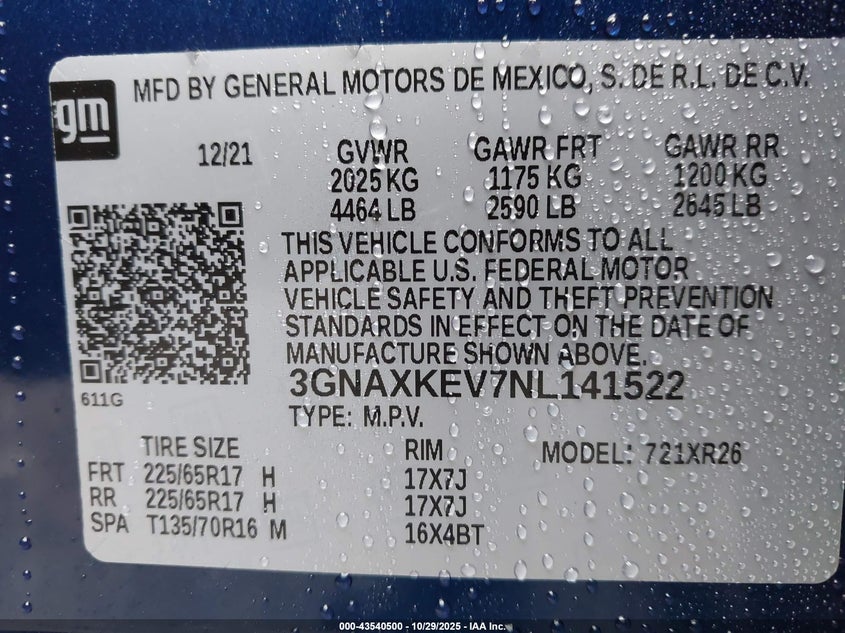 gm
MFD BY GENERAL MOTORS DE MEXICO, S. DE R.L. DE C.V.
12/21 GVWR GAWR FRT GAWR RR
2025 KG 1175 KG 1200 KG
4464 LB 2590 LB 2645 LB
THIS VEHICLE CONFORMS TO ALL
APPLICABLE U.S. FEDERAL MOTOR
VEHICLE SAFETY AND THEFT PREVENTION
STANDARDS IN EFFECT ON THE DATE OF
MANUFACTURE SHOWN ABOVE.
3GNAXKEV7NL141522
611G
TYPE: M.P.V.
TIRE SIZE RIM MODEL: 721XR26
FRT 225/65R17 H 17X7J
RR 225/65R17 H 17X7J
SPA T135/70R16 M 16X4BT
000-43540500 - 10/29/2025 - IAA Inc.